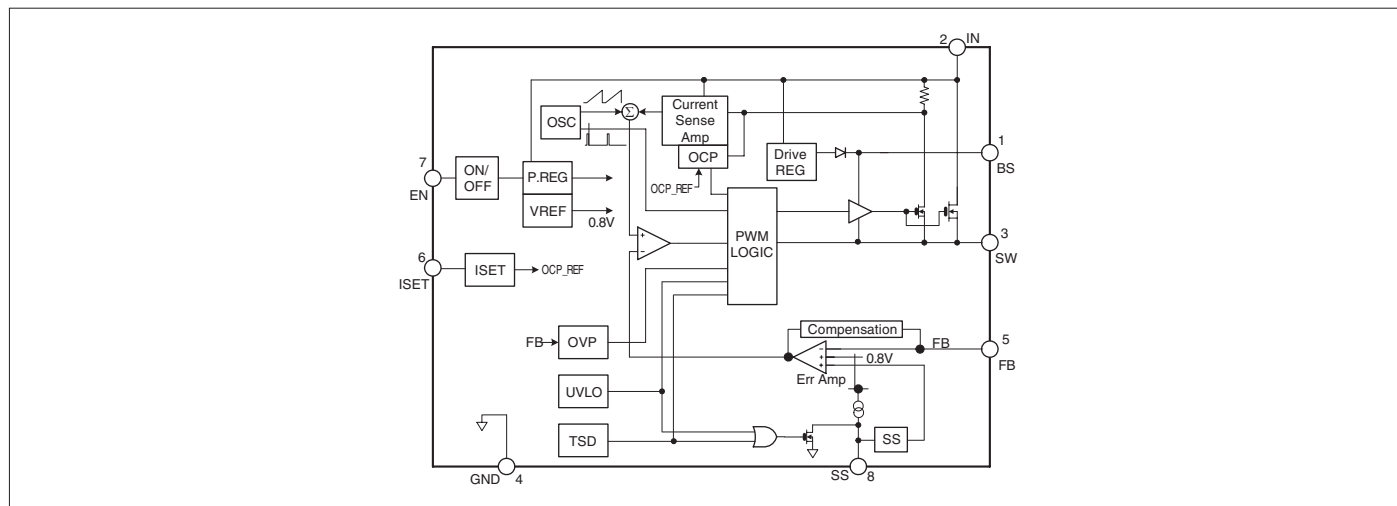 2
IN
OSC
Σ
Current
Sense
Amp
OCP
OCP_REF
Drive
REG
1
BS
7
EN
ON/
OFF
P.REG
VREF
0.8V
+
−
PWM
LOGIC
3
SW
6
ISET
ISET
OCP_REF
FB
OVP
Compensation
FB
5
FB
−
+
+
0.8V
Err Amp
UVLO
TSD
SS
GND
4
SS
8